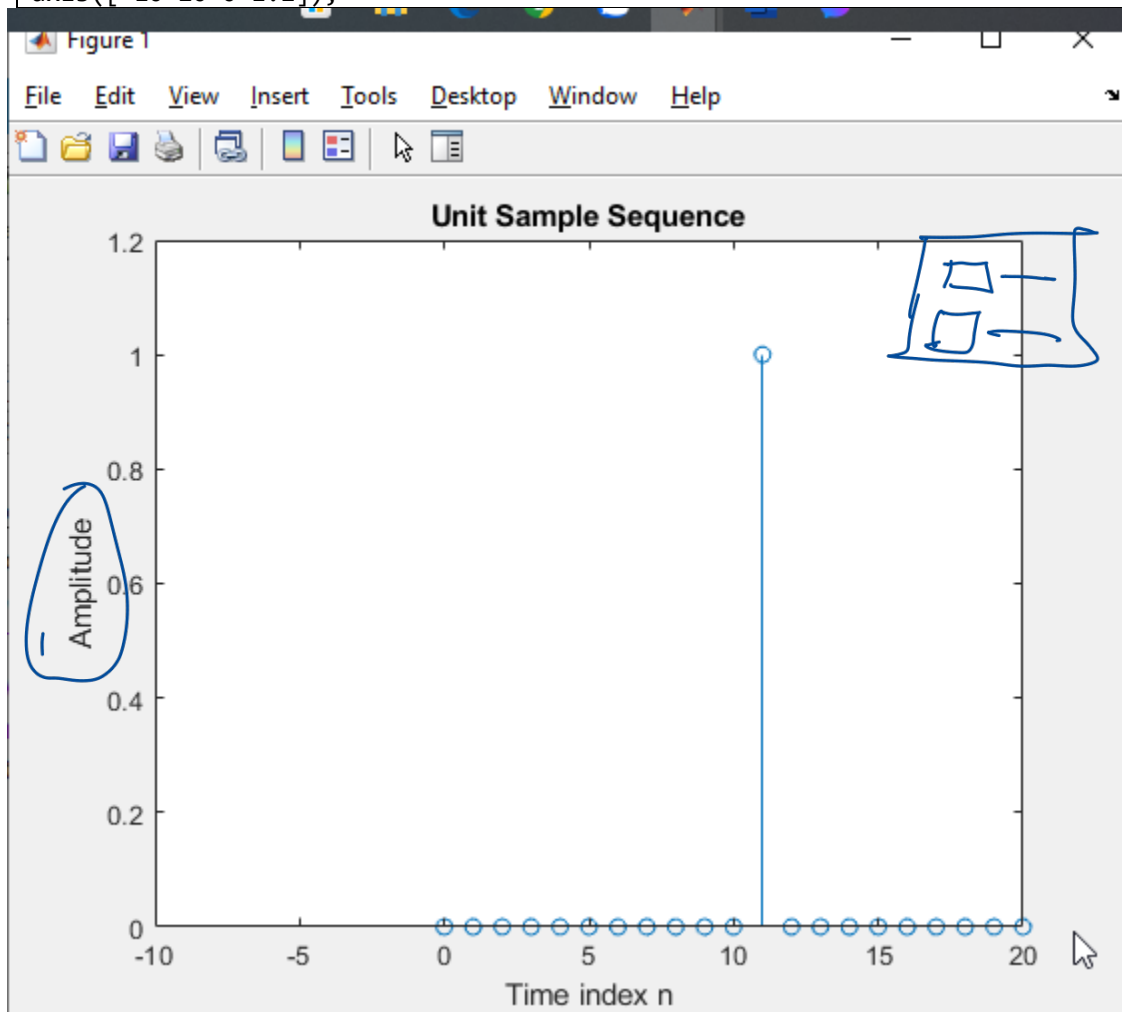 Figure 1
File Edit View Insert Tools Desktop Window Help
Unit Sample Sequence
1.2
1
0.8
0.6
0.4
0.2
0
Amplitude
-10 -5 0 5 10 15 20
Time index n